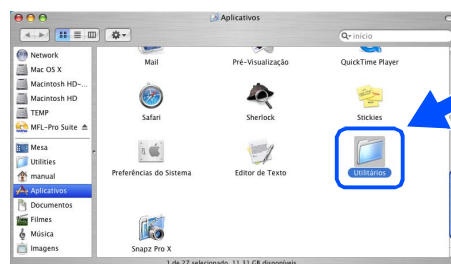 Aplicativos
início
Network
Mac OS X
Macintosh HD-...
Macintosh HD
TEMP
MFL-Pro Suite
Mesa
Utilities
manual
Aplicativos
Documentos
Filmes
Música
Imagens
Mail
Pré-Visualização
QuickTime Player
Safari
Sherlock
Stickies
Preferências do Sistema
Editor de Texto
Utilitários
Snapz Pro X
1 de 27 selecionado, 11,31 GB disponíveis